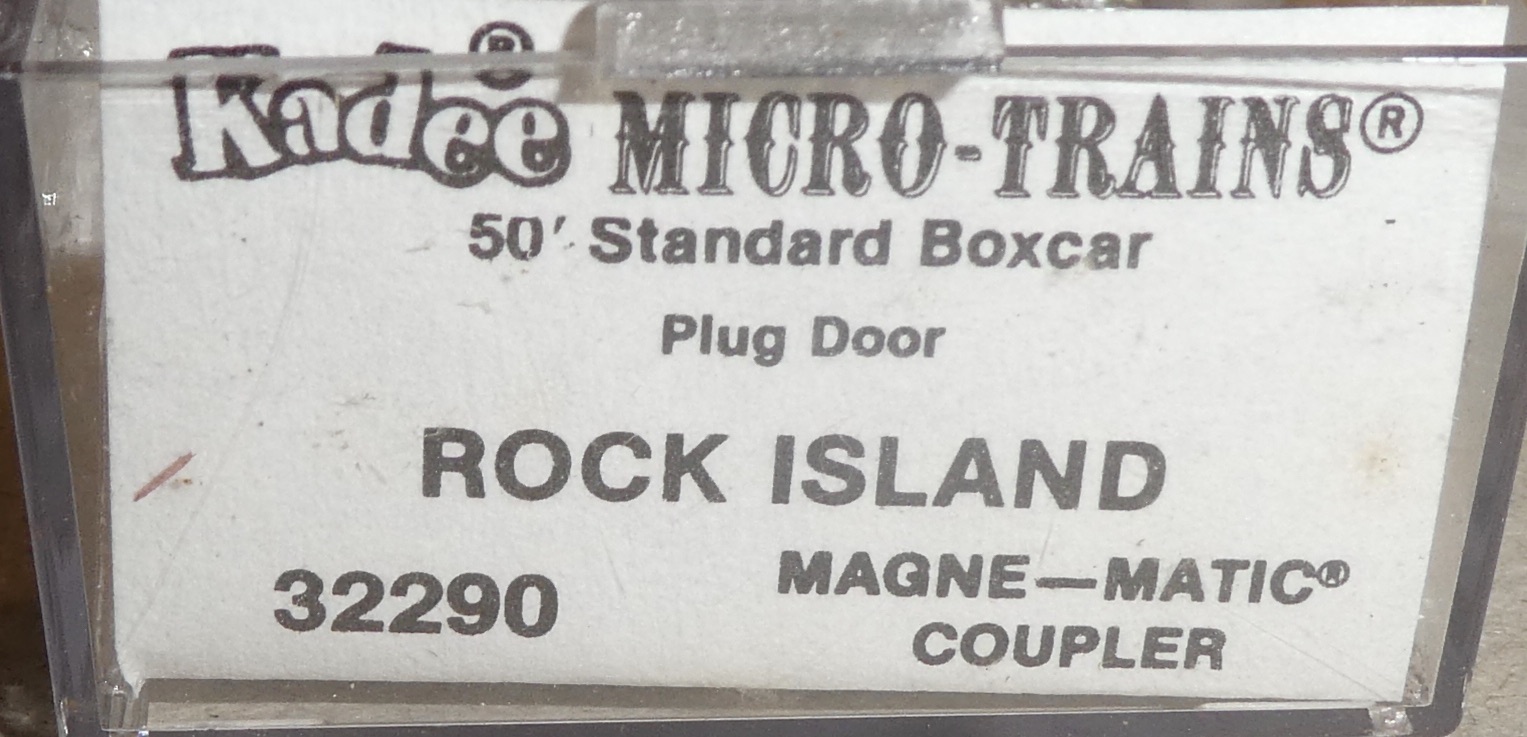 Kadee® MICRO-TRAINS®
50' Standard Boxcar
Plug Door
ROCK ISLAND
32290
MAGNE—MATIC®
COUPLER